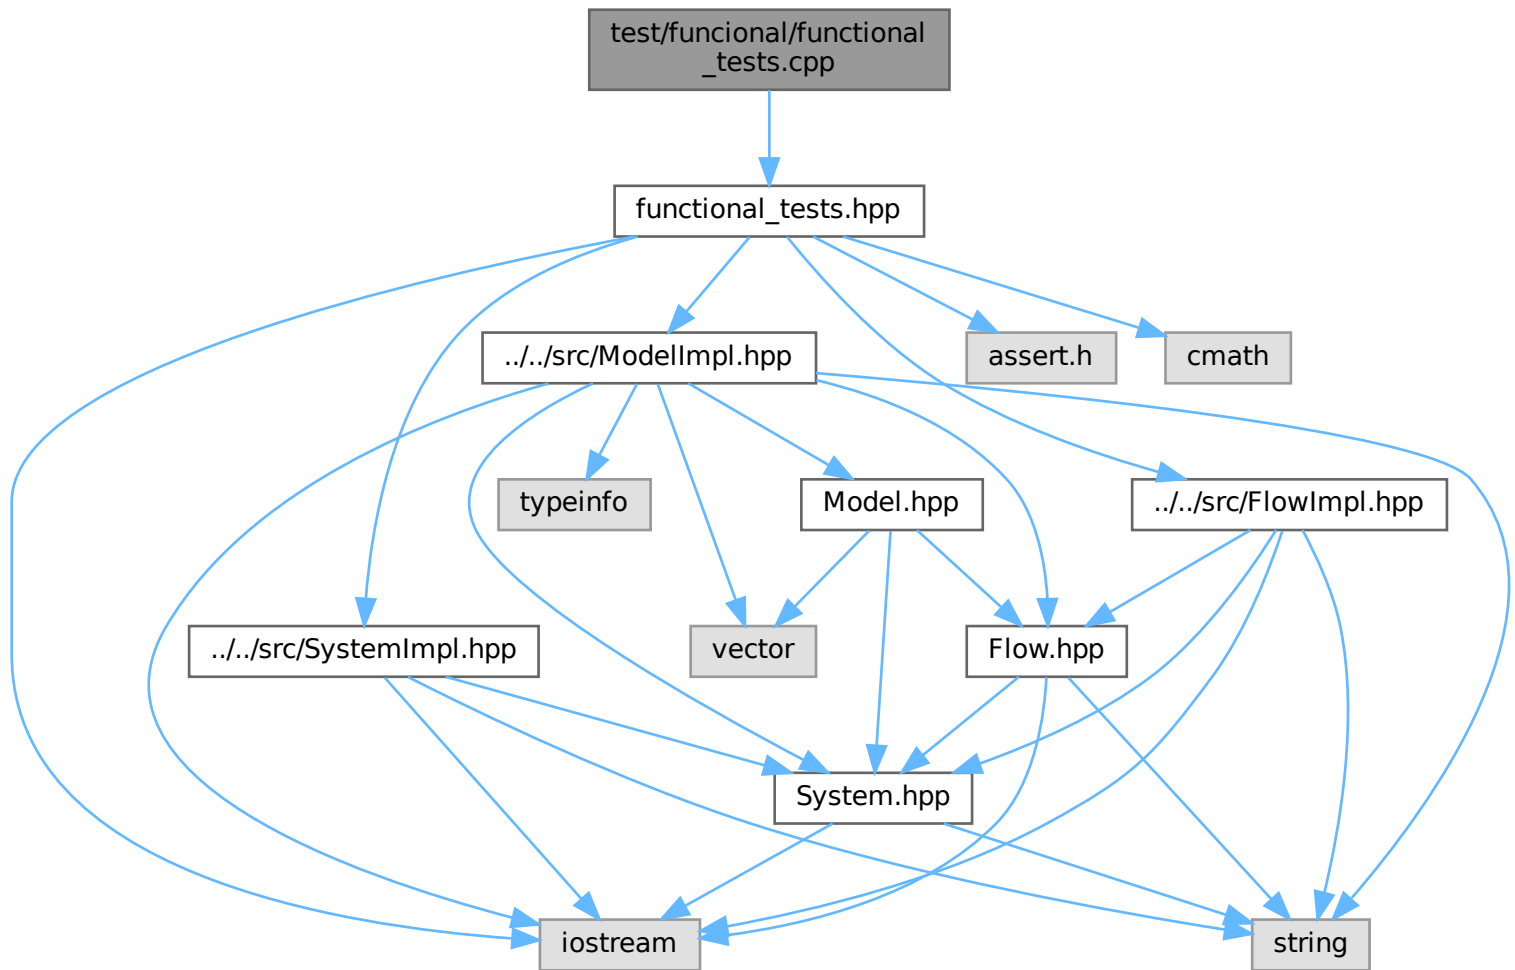 test/funcional/functional
_tests.cpp
functional_tests.hpp
../../src/ModelImpl.hpp
assert.h
cmath
typeinfo
Model.hpp
../../src/FlowImpl.hpp
../../src/SystemImpl.hpp
vector
Flow.hpp
System.hpp
iostream
string